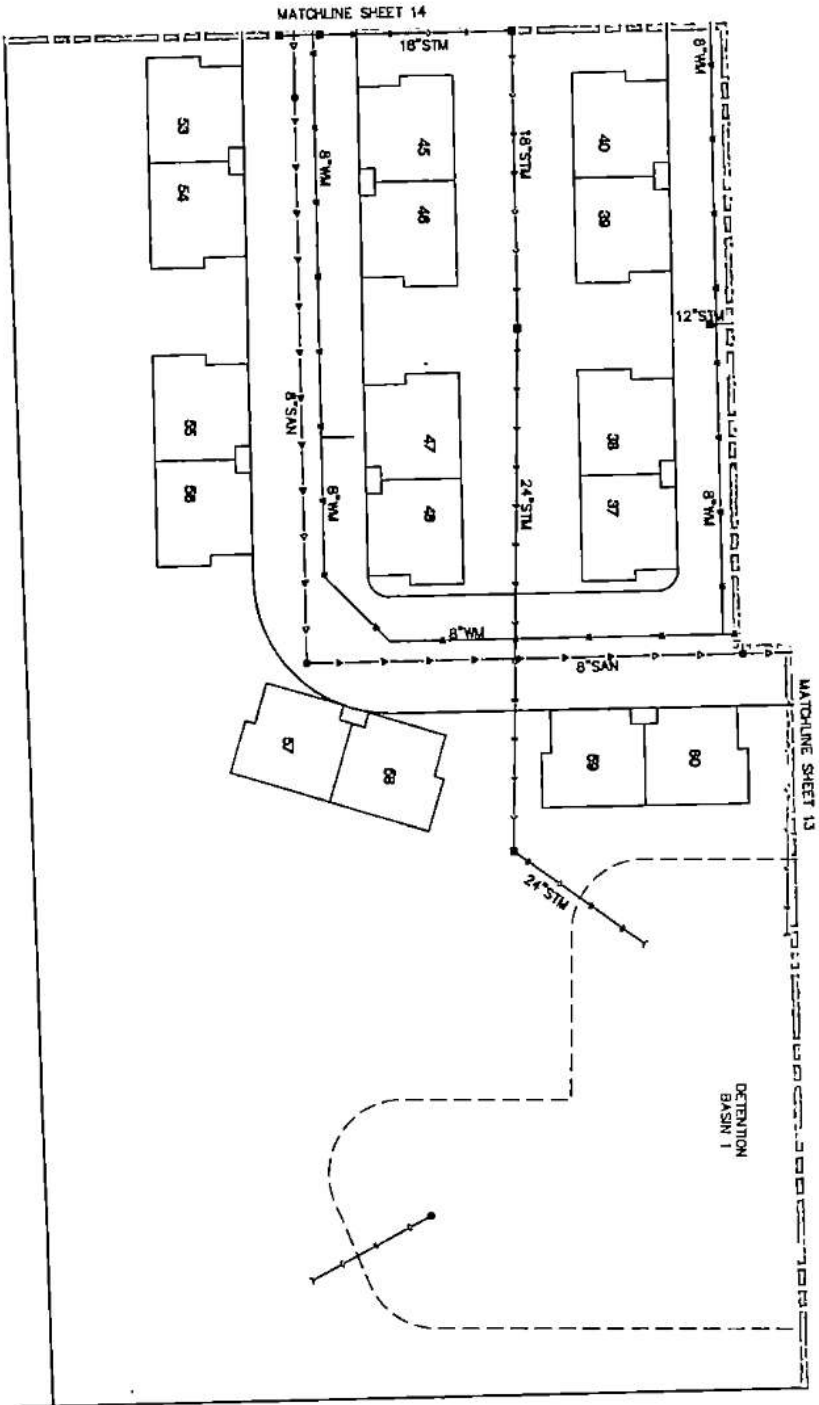 MATCHLINE SHEET 14
18"STM
8"WM
53
54
8"WM
45
46
18"STM
40
39
12"STM
55
56
8"SAN
8"WM
47
48
24"STM
38
37
8"WM
8"WM
8"SAN
MATCHLINE SHEET 13
57
58
59
60
24"STM
DETENTION
BASIN 1